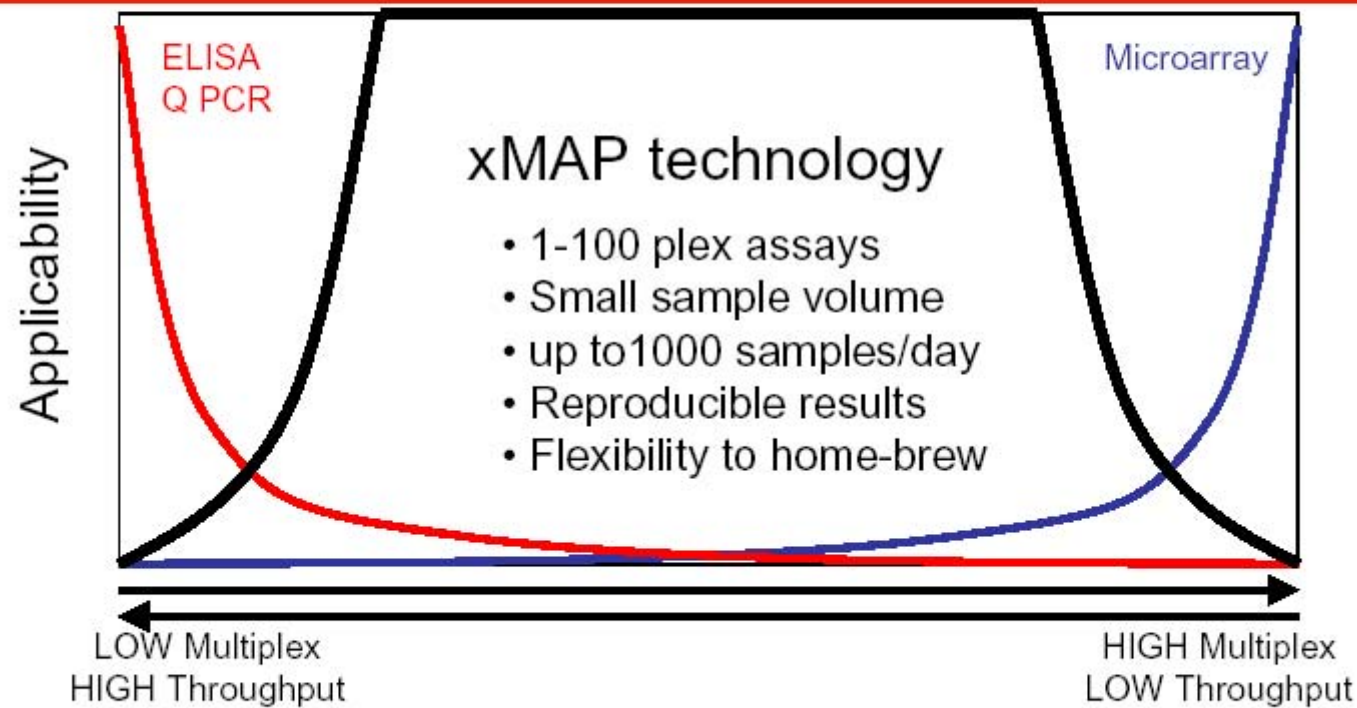 ELISA
Q PCR
Microarray
Applicability
xMAP technology
• 1-100 plex assays
• Small sample volume
• up to1000 samples/day
• Reproducible results
• Flexibility to home-brew
LOW Multiplex
HIGH Throughput
HIGH Multiplex
LOW Throughput